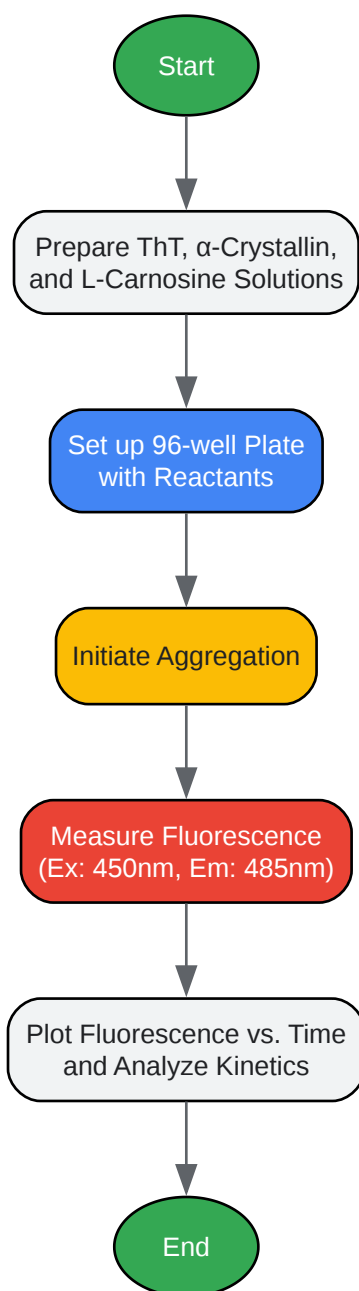 Start
Prepare ThT, α-Crystallin,
and L-Carnosine Solutions
Set up 96-well Plate
with Reactants
Initiate Aggregation
Measure Fluorescence
(Ex: 450nm, Em: 485nm)
Plot Fluorescence vs. Time
and Analyze Kinetics
End